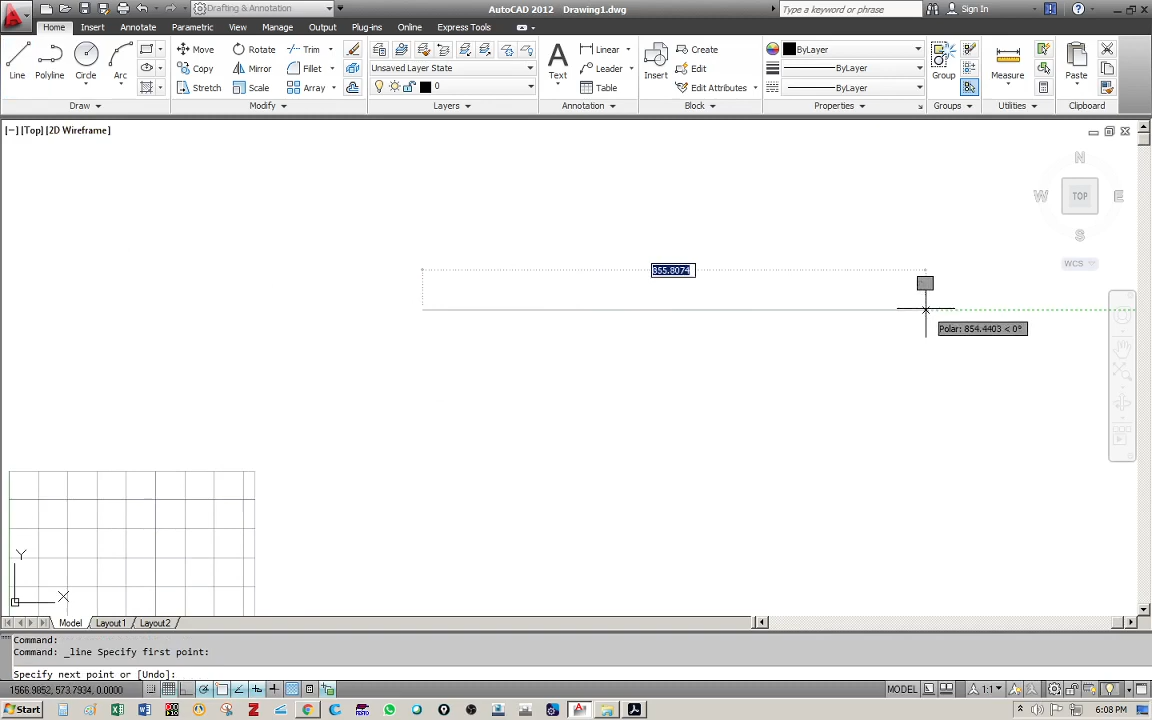 Drafting & Annotation
AutoCAD 2012 Drawing1.dwg
Type a keyword or phrase
Sign In
Home Insert Annotate Parametric View Manage Output Plug-ins Online Express Tools
Line Polyline Circle Arc
Move Rotate Trim
Copy Mirror Fillet
Stretch Scale Array
Unsaved Layer State
0
Text
Linear
Leader
Table
Insert
Create
Edit
Edit Attributes
ByLayer
ByLayer
ByLayer
Group
Measure
Paste
Draw Modify Layers Annotation Block Properties Groups Utilities Clipboard
[−][Top][2D Wireframe]
N
W TOP E
S
WCS
855.8074
Polar: 854.4403 < 0°
Y
X
Model Layout1 Layout2
Command:
Command: _line Specify first point:
Specify next point or [Undo]:
1566.9852, 573.7934, 0.0000
MODEL
1:1
Start
6:08 PM